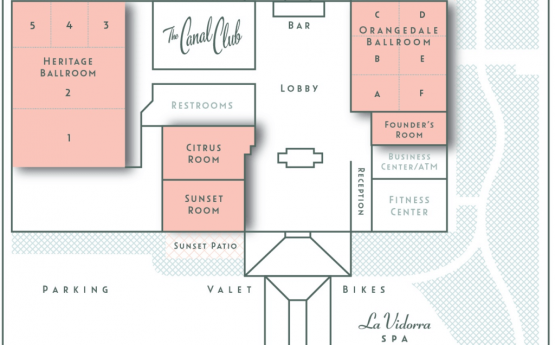 5 4 3
HERITAGE
BALLROOM
2
1
The Canal Club
RESTROOMS
CITRUS
ROOM
SUNSET
ROOM
SUNSET PATIO
BAR
LOBBY
RECEPTION
C D
ORANGEDALE
BALLROOM
B E
A F
FOUNDER'S
ROOM
BUSINESS
CENTER/ATM
FITNESS
CENTER
PARKING
VALET
BIKES
La Vidorra
SPA